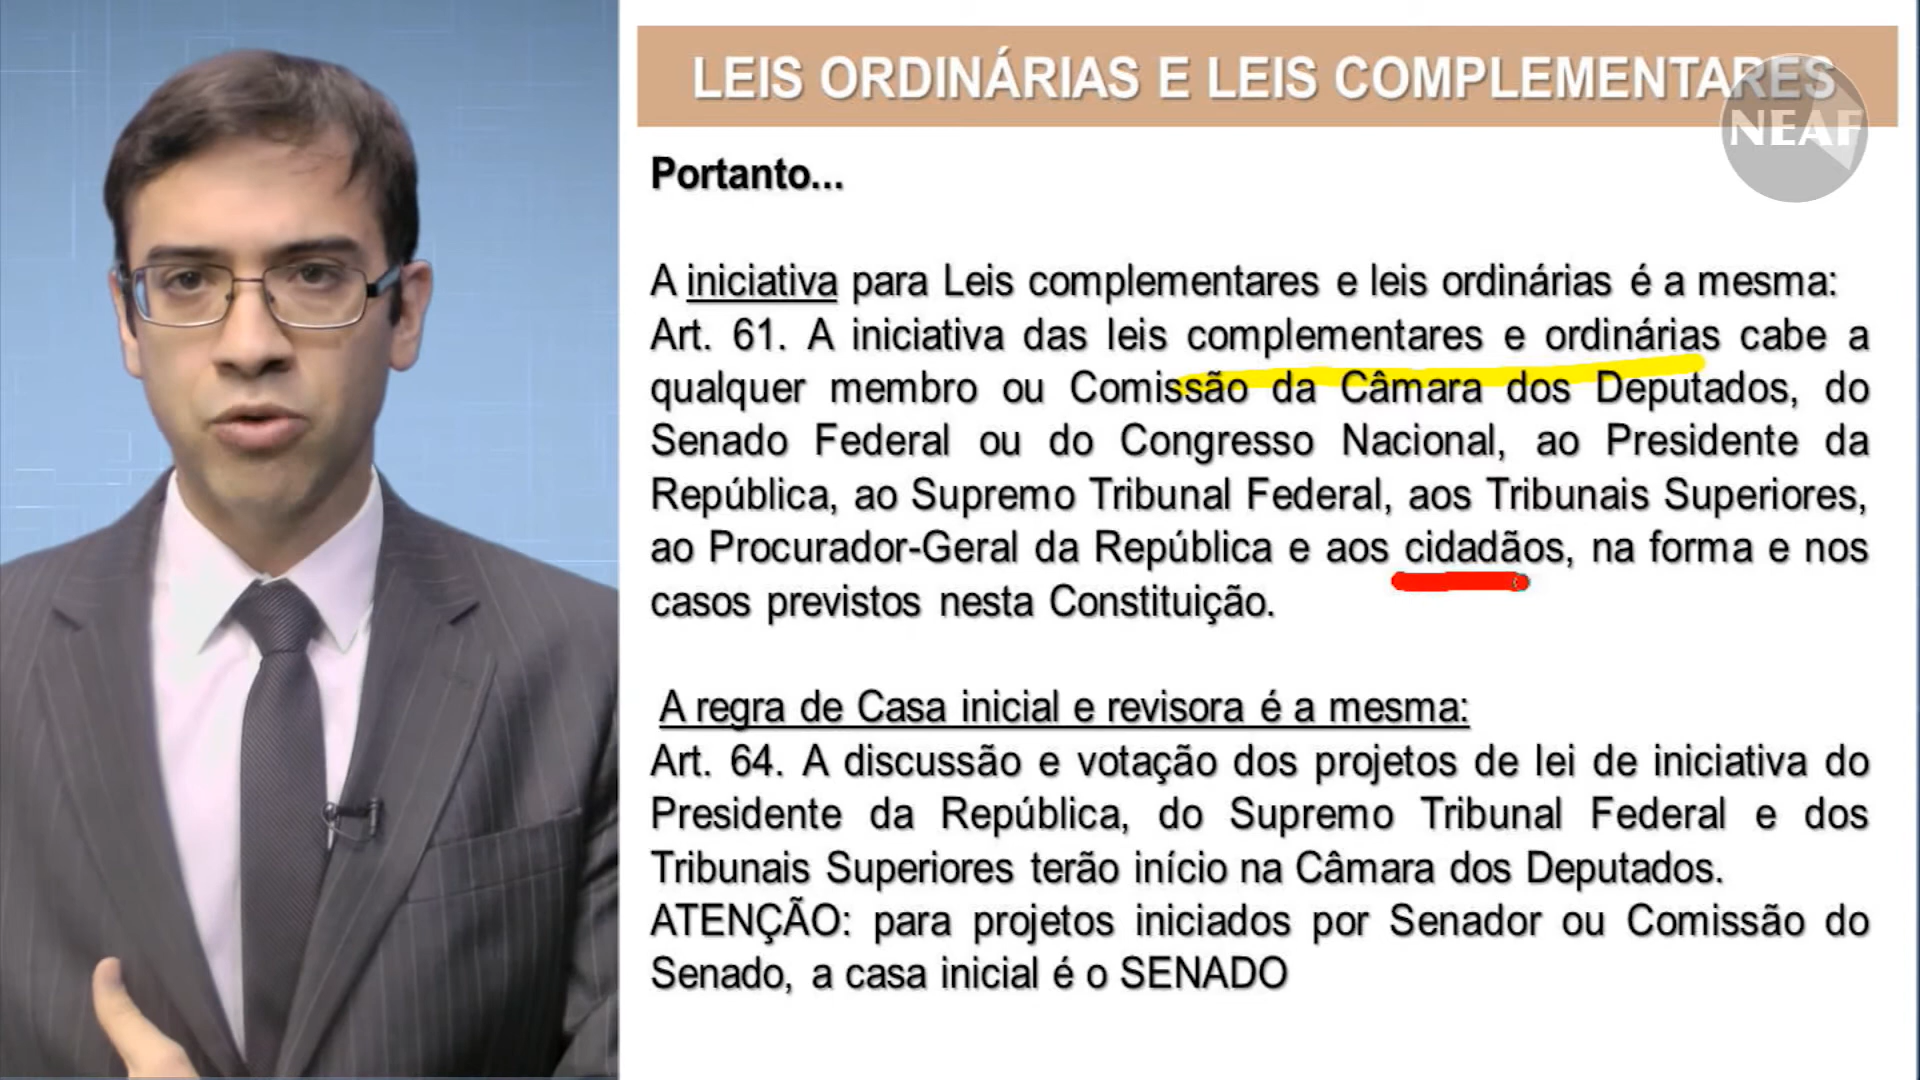 LEIS ORDINÁRIAS E LEIS COMPLEMENTARES
NEAF
Portanto...
A iniciativa para Leis complementares e leis ordinárias é a mesma:
Art. 61. A iniciativa das leis complementares e ordinárias cabe a
qualquer membro ou Comissão da Câmara dos Deputados, do
Senado Federal ou do Congresso Nacional, ao Presidente da
República, ao Supremo Tribunal Federal, aos Tribunais Superiores,
ao Procurador-Geral da República e aos cidadãos, na forma e nos
casos previstos nesta Constituição.
A regra de Casa inicial e revisora é a mesma:
Art. 64. A discussão e votação dos projetos de lei de iniciativa do
Presidente da República, do Supremo Tribunal Federal e dos
Tribunais Superiores terão início na Câmara dos Deputados.
ATENÇÃO: para projetos iniciados por Senador ou Comissão do
Senado, a casa inicial é o SENADO